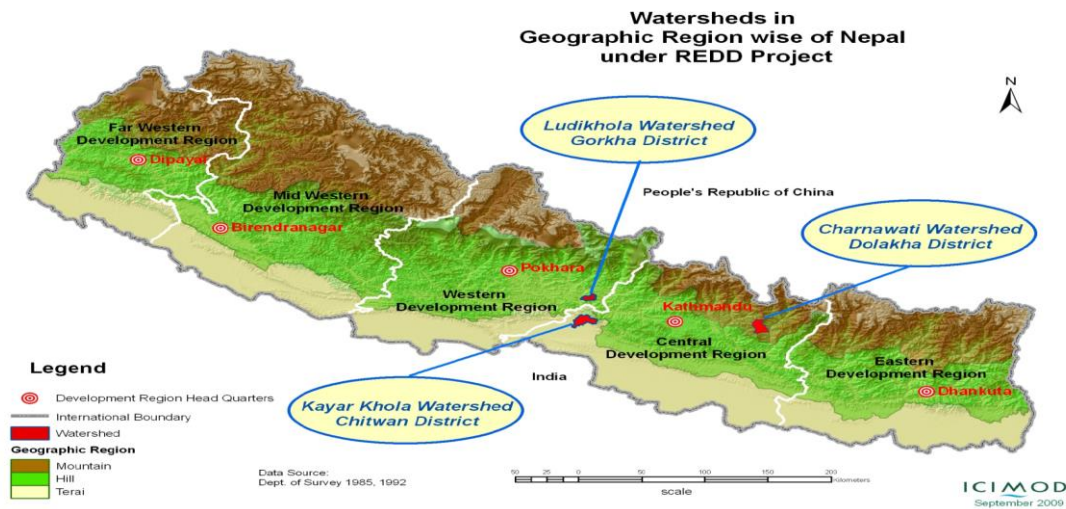 Watersheds in
Geographic Region wise of Nepal
under REDD Project
N
Ludikhola Watershed
Gorkha District
People's Republic of China
Charnawati Watershed
Dolakha District
Far Western
Development Region
Dipayal
Mid Western
Development Region
Birendranagar
Pokhara
Western
Development Region
Kathmandu
Central
Development Region
Eastern
Development Region
Dhankuta
India
Kayar Khola Watershed
Chitwan District
Legend
Development Region Head Quarters
International Boundary
Watershed
Geographic Region
Mountain
Hill
Terai
Data Source:
Dept. of Survey 1985, 1992
50 25 0 50 100 150 200
Kilometers
scale
ICIMOD
September 2009